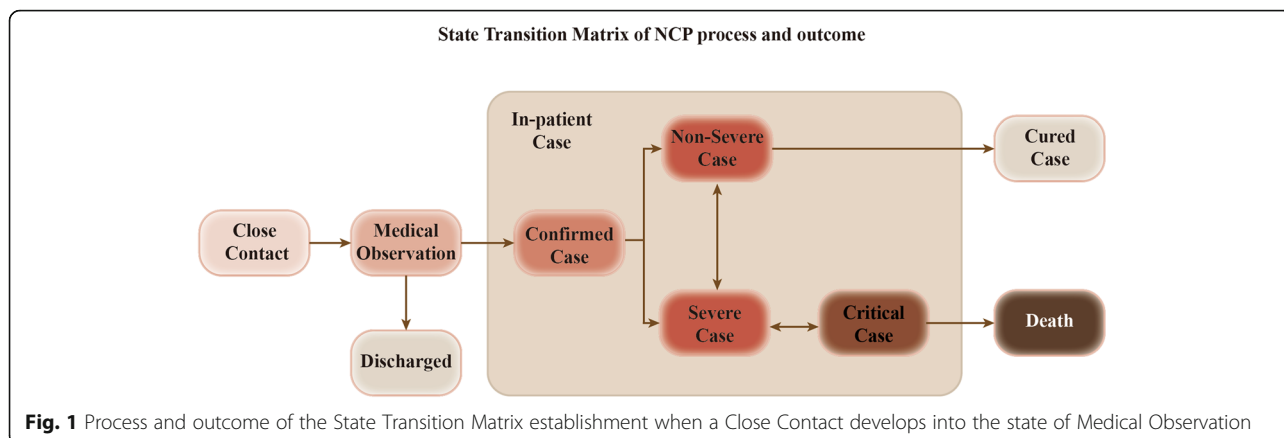 State Transition Matrix of NCP process and outcome
In-patient
Case
Non-Severe
Case
Cured
Case
Close
Contact
Medical
Observation
Confirmed
Case
Severe
Case
Critical
Case
Death
Discharged
Fig. 1 Process and outcome of the State Transition Matrix establishment when a Close Contact develops into the state of Medical Observation